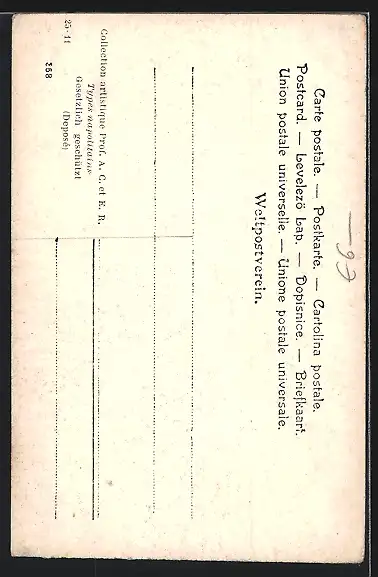 Carte postale. — Postkarte. — Cartolina postale.
Postcard. — Levelező Lap. — Dopisnice. — Briefkaart.
Union postale universelle. — Unione postale universale.
Weltpostverein.
Collection artistique Prof. A. C. et E. R.
Types napolitains
Gesetzlich geschützt
(Deposé)
25-11
368